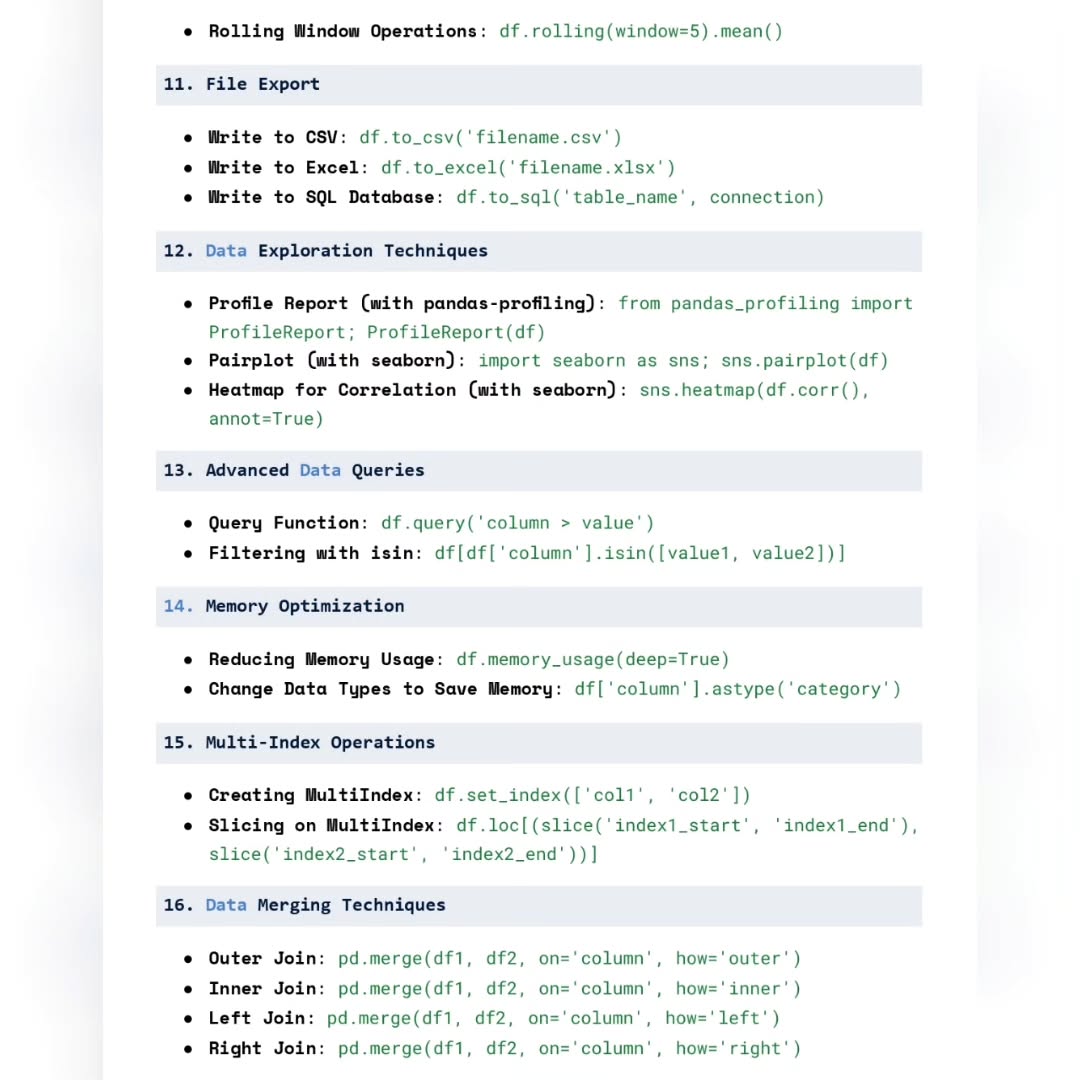 ● Rolling Window Operations: df.rolling(window=5).mean()
11. File Export
● Write to CSV: df.to_csv('filename.csv')
● Write to Excel: df.to_excel('filename.xlsx')
● Write to SQL Database: df.to_sql('table_name', connection)
12. Data Exploration Techniques
● Profile Report (with pandas-profiling): from pandas_profiling import
ProfileReport; ProfileReport(df)
● Pairplot (with seaborn): import seaborn as sns; sns.pairplot(df)
● Heatmap for Correlation (with seaborn): sns.heatmap(df.corr(),
annot=True)
13. Advanced Data Queries
● Query Function: df.query('column > value')
● Filtering with isin: df[df['column'].isin([value1, value2])]
14. Memory Optimization
● Reducing Memory Usage: df.memory_usage(deep=True)
● Change Data Types to Save Memory: df['column'].astype('category')
15. Multi-Index Operations
● Creating MultiIndex: df.set_index(['col1', 'col2'])
● Slicing on MultiIndex: df.loc[(slice('index1_start', 'index1_end'),
slice('index2_start', 'index2_end'))]
16. Data Merging Techniques
● Outer Join: pd.merge(df1, df2, on='column', how='outer')
● Inner Join: pd.merge(df1, df2, on='column', how='inner')
● Left Join: pd.merge(df1, df2, on='column', how='left')
● Right Join: pd.merge(df1, df2, on='column', how='right')